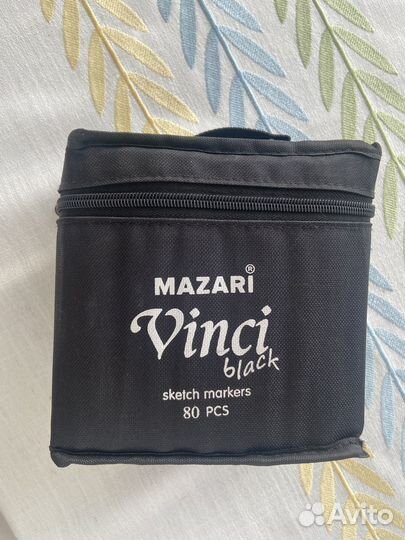 MAZARI®
Vinci
black
sketch markers
80 PCS
Avito